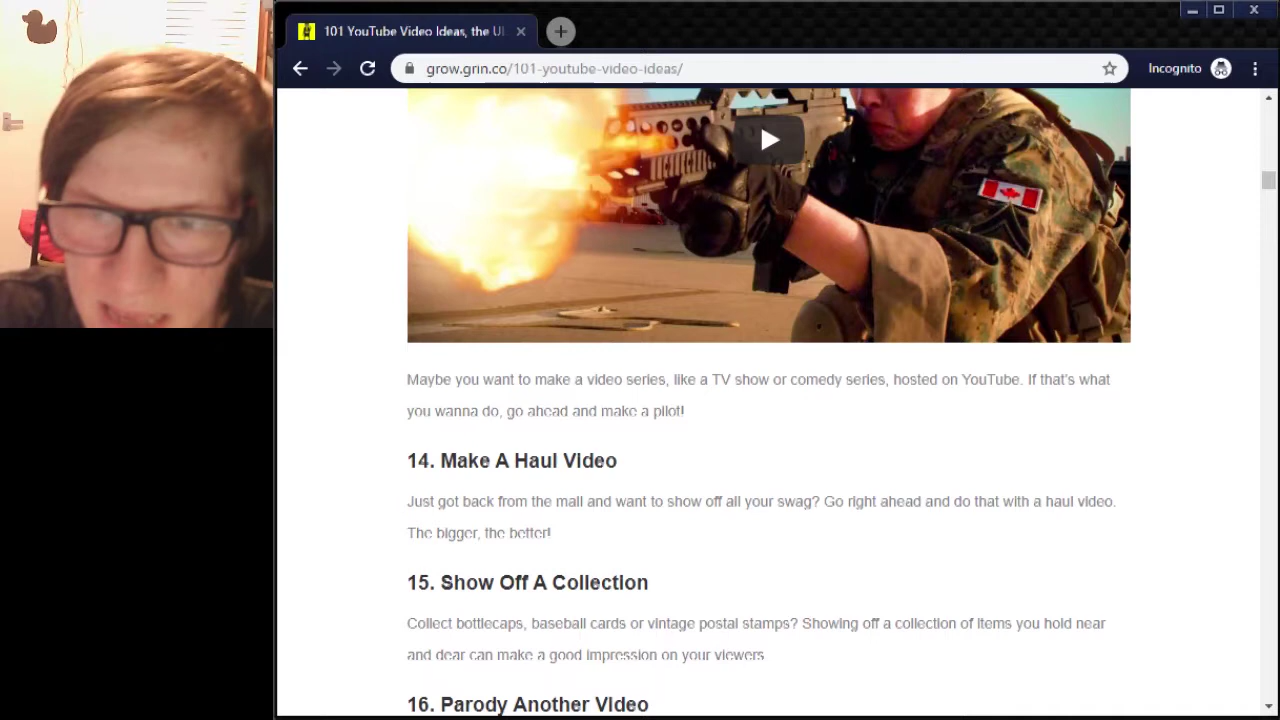 101 YouTube Video Ideas, the Ul
grow.grin.co/101-youtube-video-ideas/
Incognito
Maybe you want to make a video series, like a TV show or comedy series, hosted on YouTube. If that's what
you wanna do, go ahead and make a pilot!
14. Make A Haul Video
Just got back from the mall and want to show off all your swag? Go right ahead and do that with a haul video.
The bigger, the better!
15. Show Off A Collection
Collect bottlecaps, baseball cards or vintage postal stamps? Showing off a collection of items you hold near
and dear can make a good impression on your viewers
16. Parody Another Video